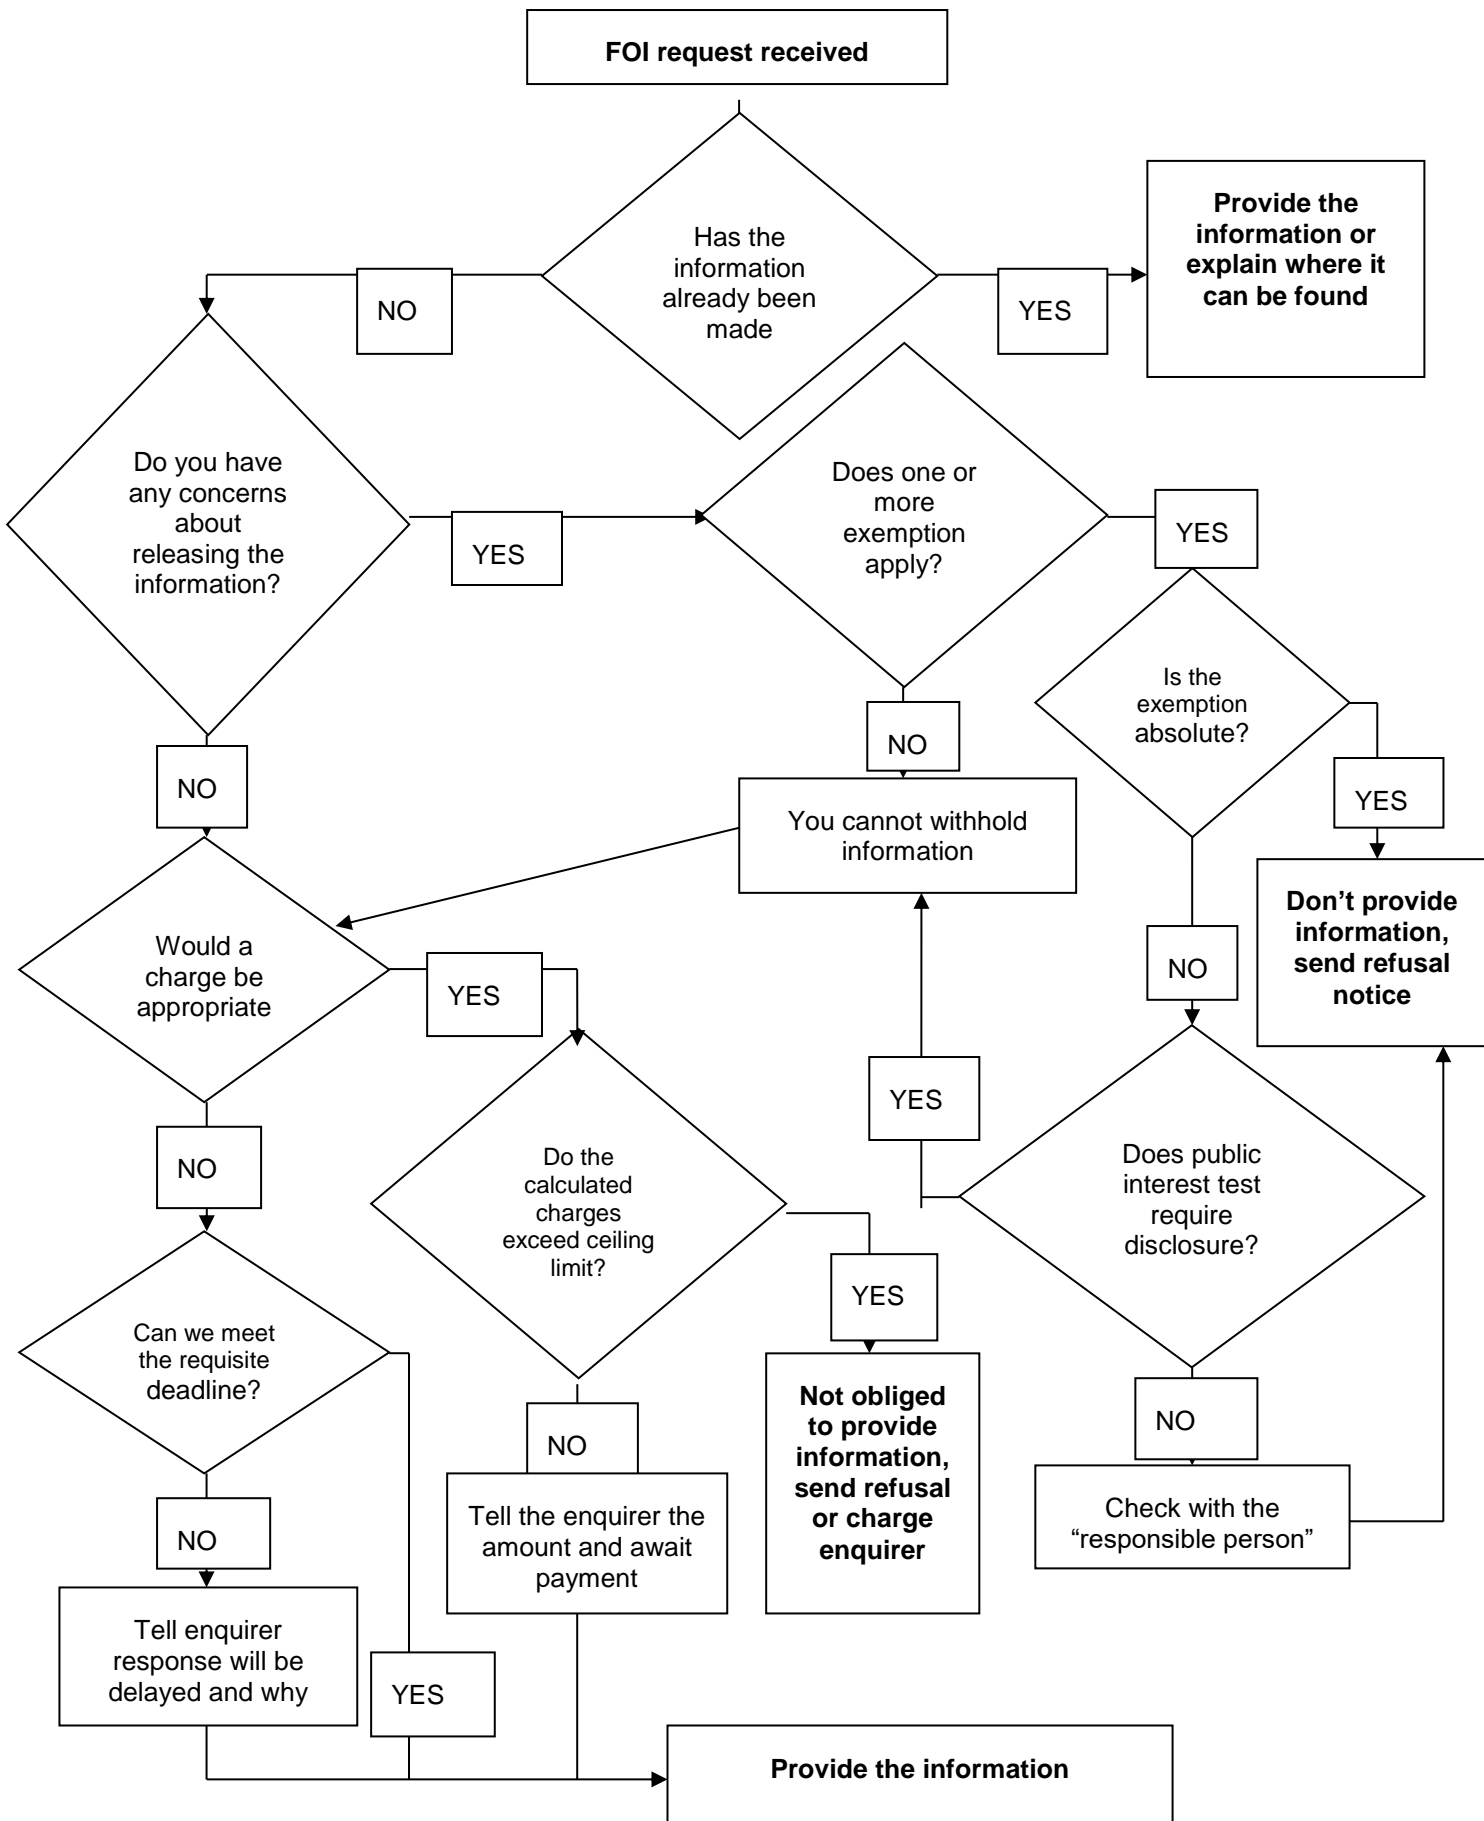 FOI request received
Has the
information
already been
made
NO
YES
Provide the
information or
explain where it
can be found
Do you have
any concerns
about
releasing the
information?
YES
Does one or
more
exemption
apply?
YES
Is the
exemption
absolute?
NO
NO
YES
You cannot withhold
information
Don’t provide
information,
send refusal
notice
Would a
charge be
appropriate
YES
NO
YES
NO
Do the
calculated
charges
exceed ceiling
limit?
Does public
interest test
require
disclosure?
YES
Can we meet
the requisite
deadline?
NO
NO
Not obliged
to provide
information,
send refusal
or charge
enquirer
Tell the enquirer the
amount and await
payment
Check with the
“responsible person”
NO
Tell enquirer
response will be
delayed and why
YES
Provide the information